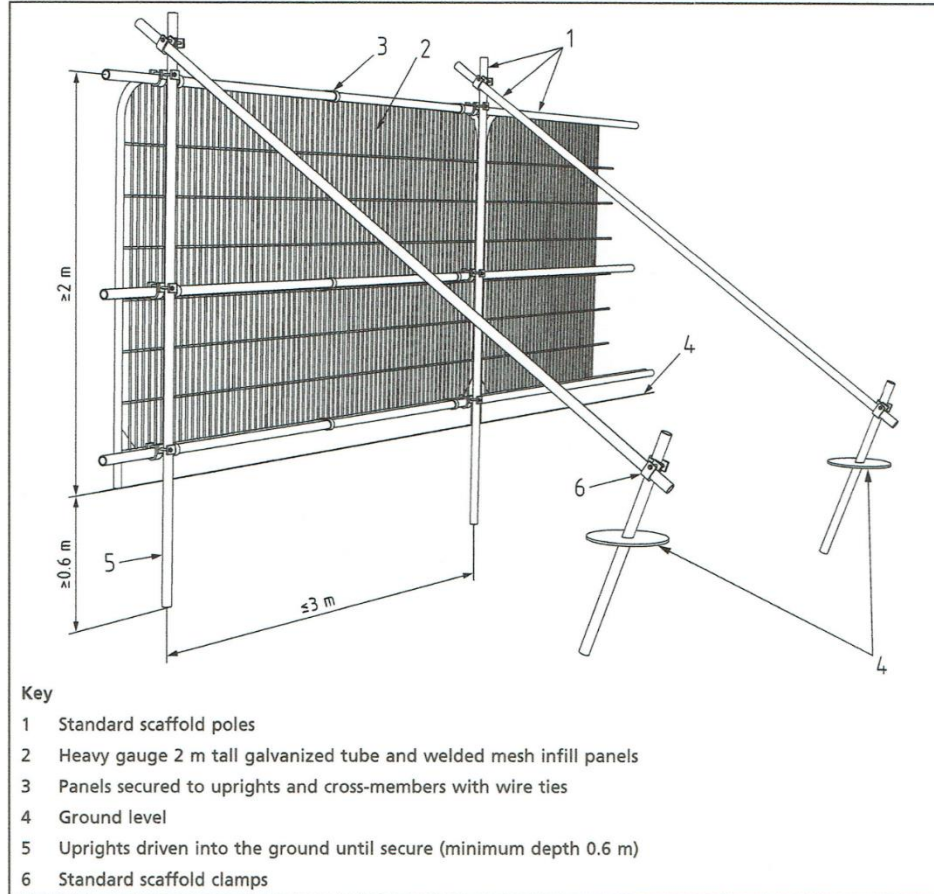 3
2
1
≥2 m
4
6
≥0.6 m
5
≤3 m
4
Key
1 Standard scaffold poles
2 Heavy gauge 2 m tall galvanized tube and welded mesh infill panels
3 Panels secured to uprights and cross-members with wire ties
4 Ground level
5 Uprights driven into the ground until secure (minimum depth 0.6 m)
6 Standard scaffold clamps